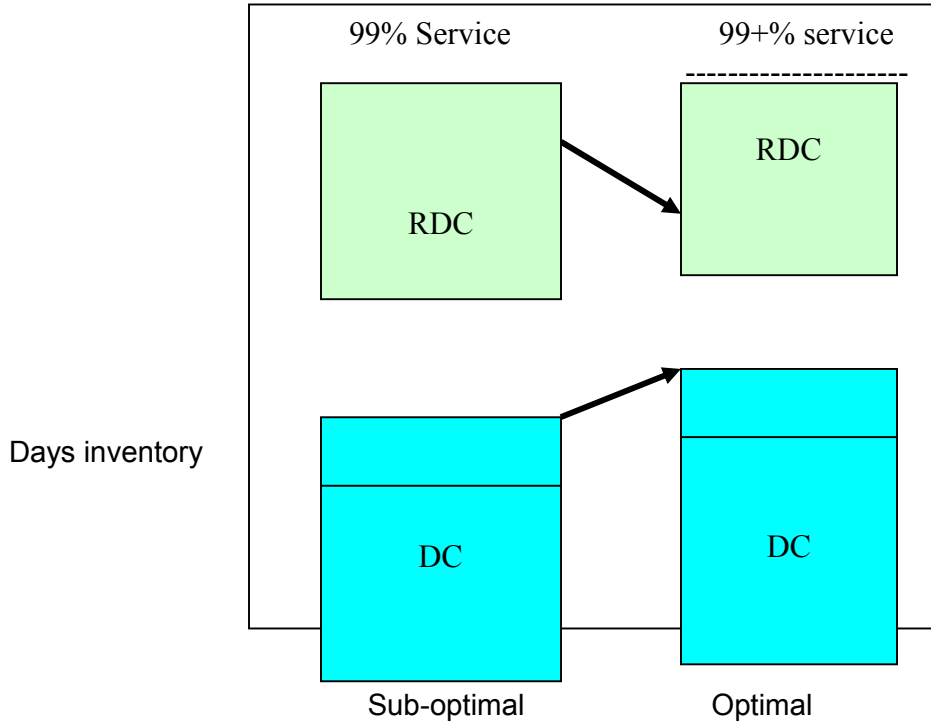 99% Service
99+% service
RDC
RDC
Days inventory
DC
DC
Sub-optimal
Optimal